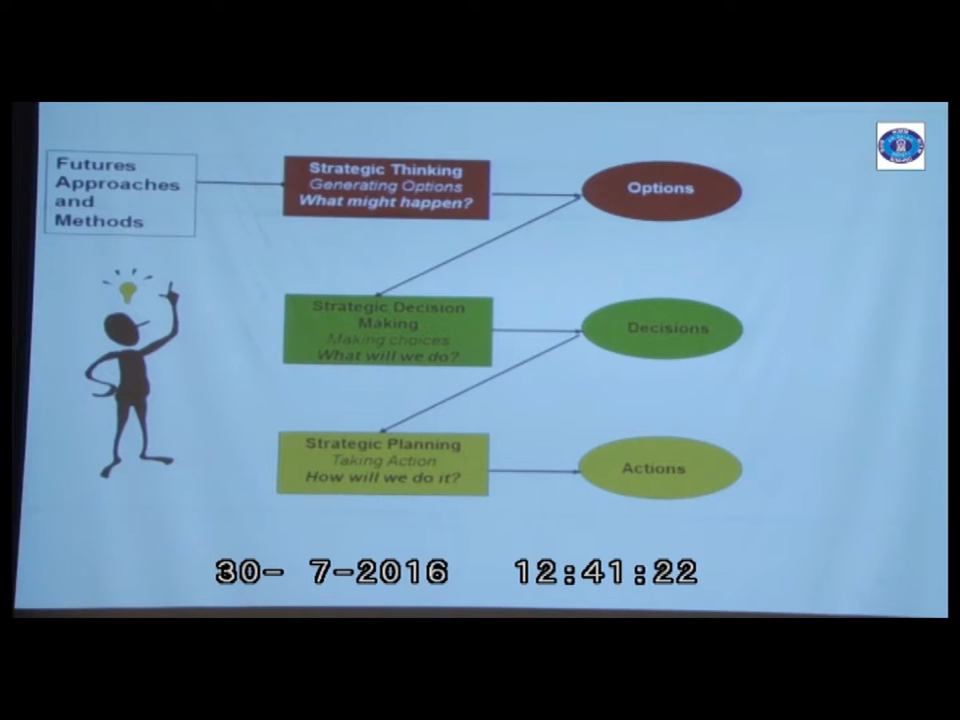 Futures
Approaches
and
Methods
Strategic Thinking
Generating Options
What might happen?
Options
Strategic Decision
Making
Making choices
What will we do?
Decisions
Strategic Planning
Taking Action
How will we do it?
Actions
30- 7-2016 12:41:22